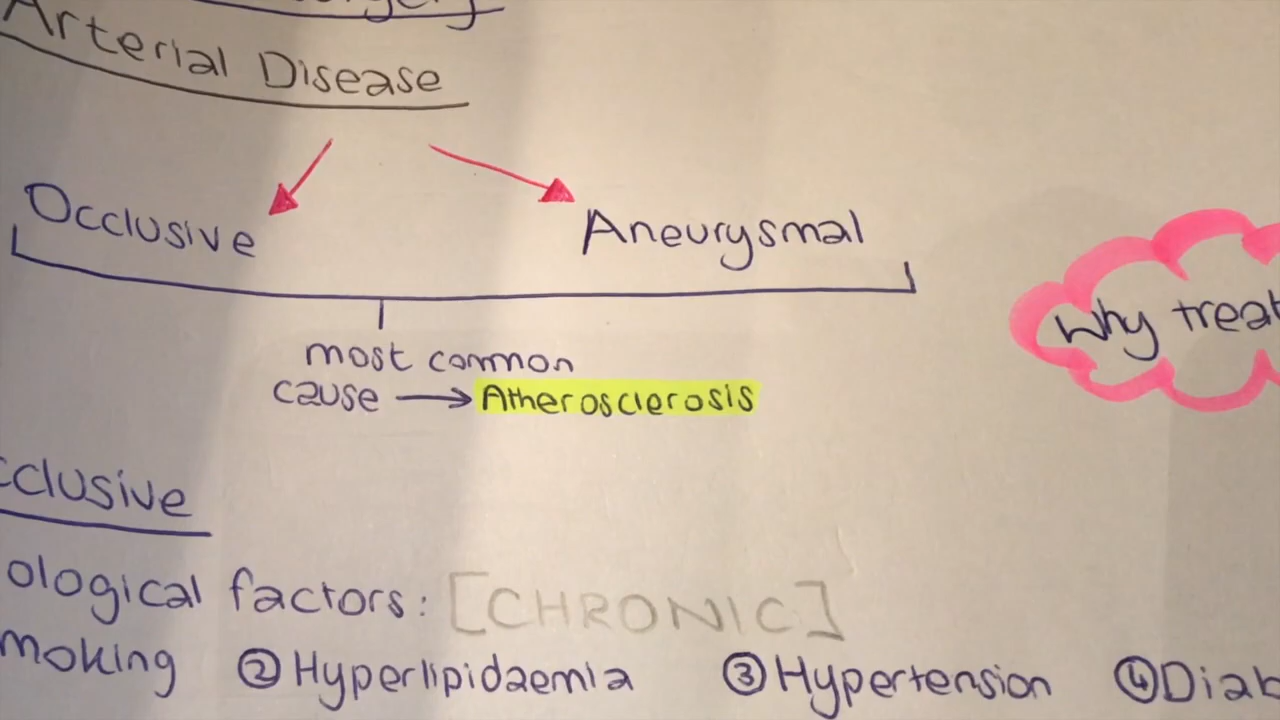 Arterial Disease
Occlusive
Aneurysmal
most common
cause → Atherosclerosis
Why treat
cclusive
ological factors: [CHRONIC]
moking ② Hyperlipidaemia ③ Hypertension ④ Diab